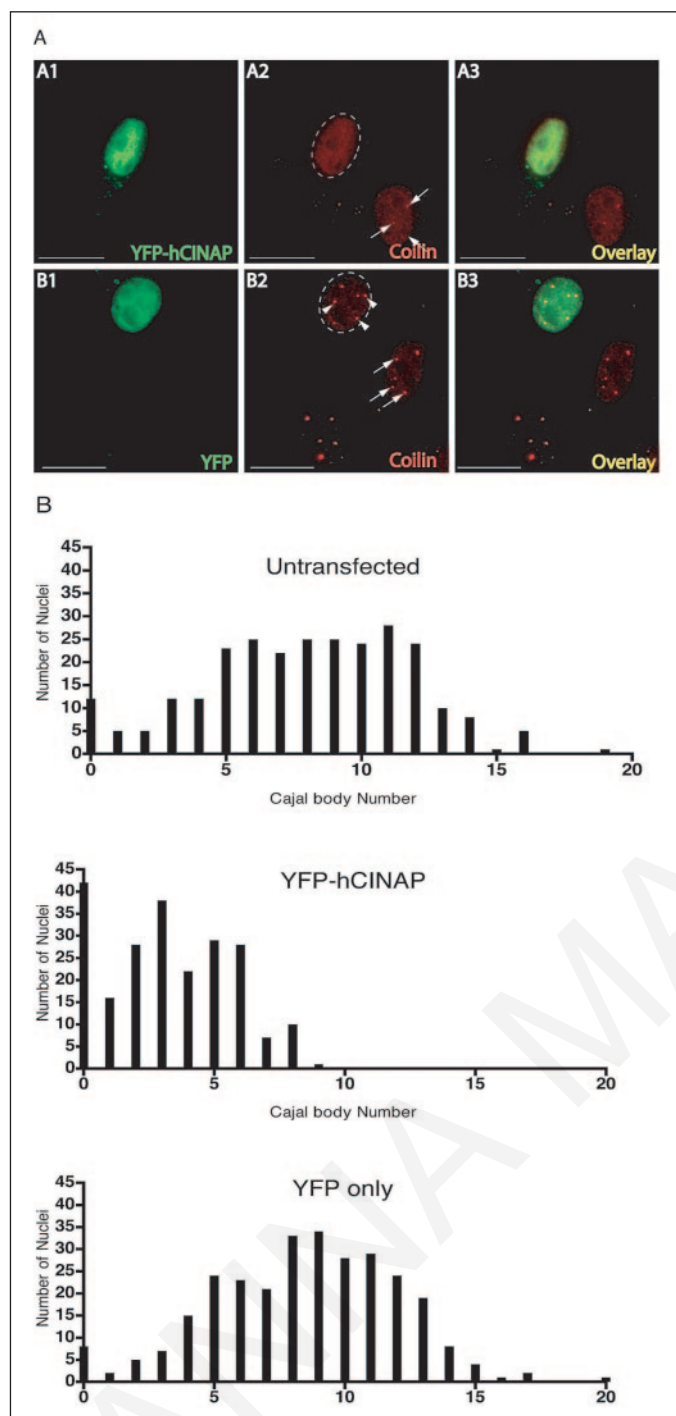 A
A1 A2 A3
YFP-hCINAP Coilin Overlay
B1 B2 B3
YFP Coilin Overlay
B
Untransfected
Number of Nuclei
45
40
35
30
25
20
15
10
5
0
0 5 10 15 20
Cajal body Number
YFP-hCINAP
Number of Nuclei
45
40
35
30
25
20
15
10
5
0
0 5 10 15 20
Cajal body Number
YFP only
Number of Nuclei
45
40
35
30
25
20
15
10
5
0
0 5 10 15 20